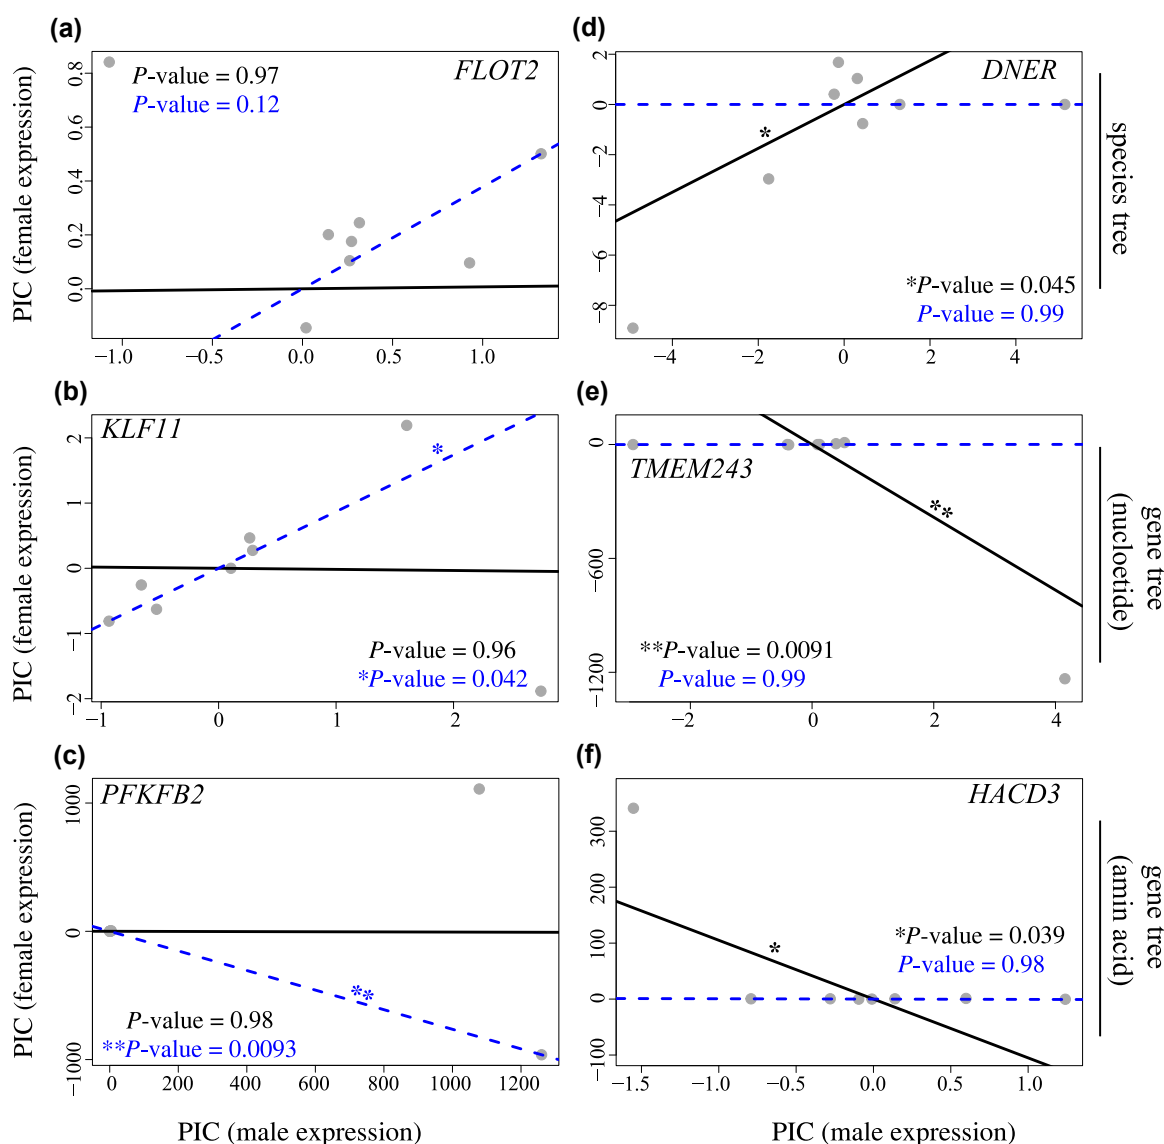 (a)
FLOT2
P-value = 0.97
P-value = 0.12
PIC (female expression)
0.8
0.6
0.4
0.2
0.0
−1.0 −0.5 0.0 0.5 1.0
(d)
DNER
*
*P-value = 0.045
P-value = 0.99
2
0
−2
−4
−6
−8
−4 −2 0 2 4
species tree
(b)
KLF11
*
P-value = 0.96
*P-value = 0.042
PIC (female expression)
2
1
0
−1
−2
−1 0 1 2
(e)
TMEM243
**
**P-value = 0.0091
P-value = 0.99
0
−600
−1200
−2 0 2 4
gene tree
(nucloetide)
(c)
PFKFB2
**
P-value = 0.98
**P-value = 0.0093
PIC (female expression)
1000
0
−1000
0 200 400 600 800 1000 1200
PIC (male expression)
(f)
HACD3
*
*P-value = 0.039
P-value = 0.98
300
200
100
0
−100
−1.5 −1.0 −0.5 0.0 0.5 1.0
PIC (male expression)
gene tree
(amin acid)